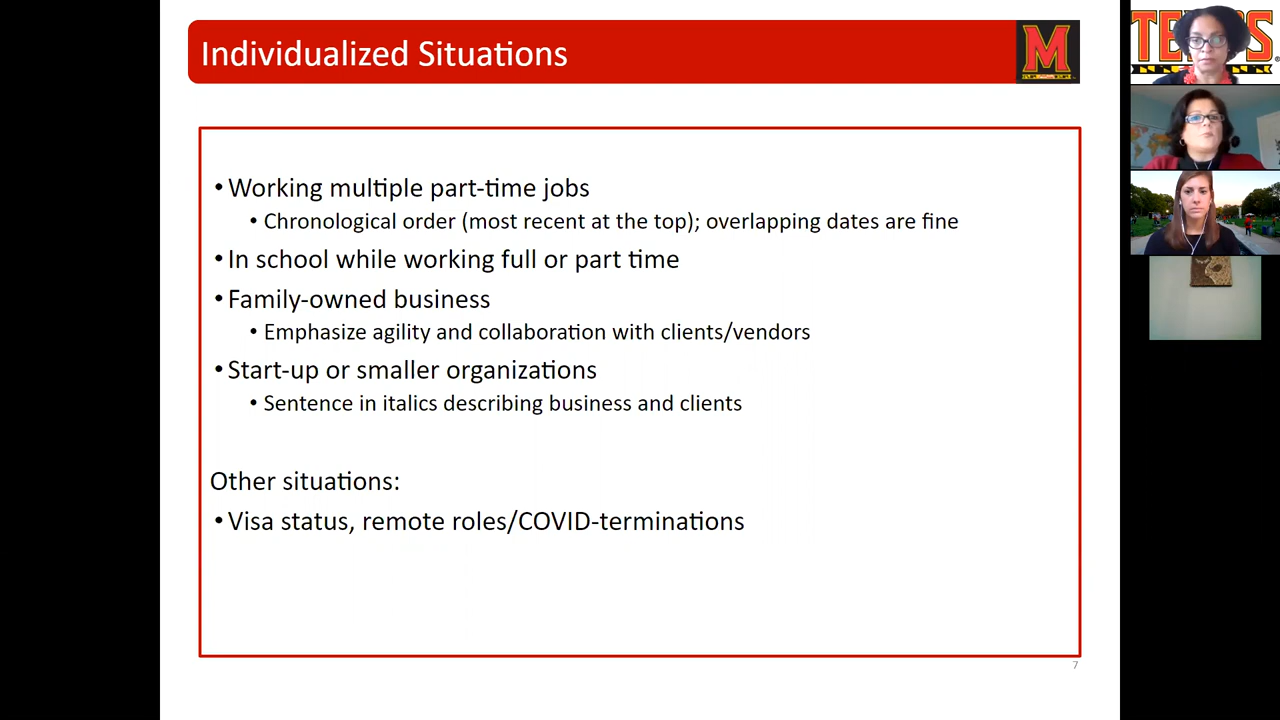 Individualized Situations
M
TERPS
• Working multiple part-time jobs
• Chronological order (most recent at the top); overlapping dates are fine
• In school while working full or part time
• Family-owned business
• Emphasize agility and collaboration with clients/vendors
• Start-up or smaller organizations
• Sentence in italics describing business and clients
Other situations:
• Visa status, remote roles/COVID-terminations
7